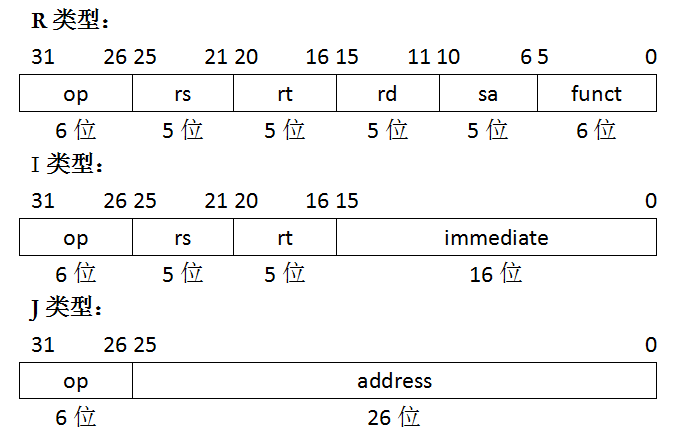 R 类型：
31 26 25 21 20 16 15 11 10 6 5 0
op rs rt rd sa funct
6 位 5 位 5 位 5 位 5 位 6 位
I 类型：
31 26 25 21 20 16 15 0
op rs rt immediate
6 位 5 位 5 位 16 位
J 类型：
31 26 25 0
op address
6 位 26 位